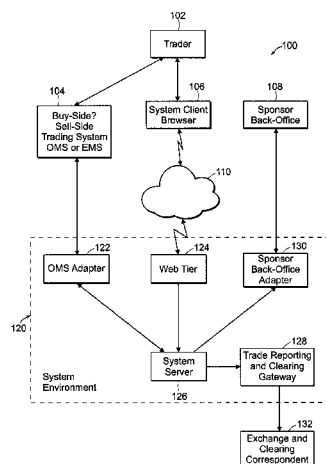 102
Trader
100
104
Buy-Side?
Sell-Side
Trading System
OMS or EMS
106
System Client
Browser
108
Sponsor
Back-Office
110
122
OMS Adapter
124
Web Tier
130
Sponsor
Back-Office
Adapter
120
128
Trade Reporting
and Clearing
Gateway
System
Server
126
System
Environment
132
Exchange and
Clearing
Correspondent